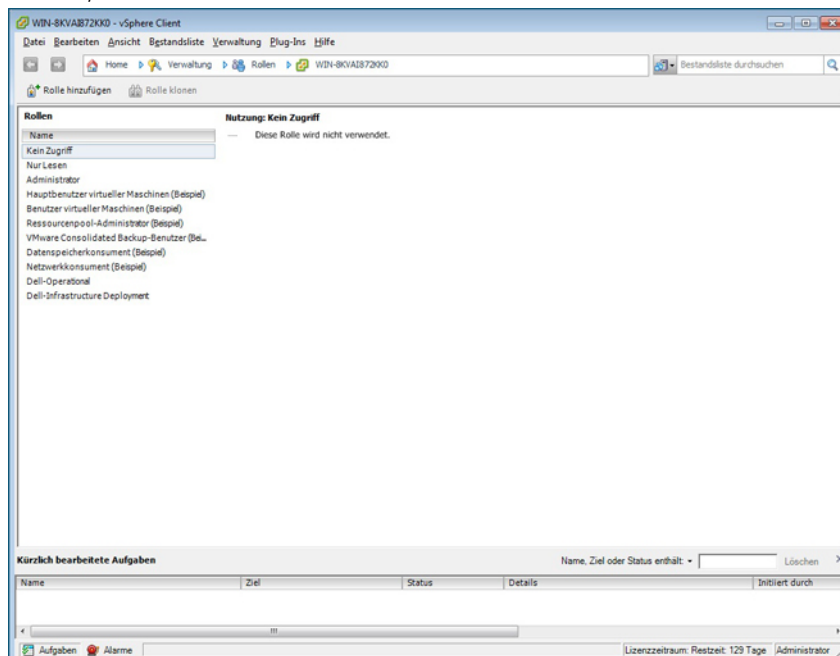 WIN-8KVAI872KK0 - vSphere Client
Datei Bearbeiten Ansicht Bestandsliste Verwaltung Plug-Ins Hilfe
Home Verwaltung Rollen WIN-8KVAI872KK0 Bestandsliste durchsuchen
Rolle hinzufügen Rolle klonen
Rollen
Name
Kein Zugriff
Nur Lesen
Administrator
Hauptbenutzer virtueller Maschinen (Beispiel)
Benutzer virtueller Maschinen (Beispiel)
Ressourcenpool-Administrator (Beispiel)
VMware Consolidated Backup-Benutzer (Bei...
Datenspeicherkonsument (Beispiel)
Netzwerkkonsument (Beispiel)
Dell-Operational
Dell-Infrastructure Deployment
Nutzung: Kein Zugriff
Diese Rolle wird nicht verwendet.
Kürzlich bearbeitete Aufgaben Name, Ziel oder Status enthält: Löschen
Name Ziel Status Details Initiiert durch
Aufgaben Alarme Lizenzzeitraum: Restzeit: 129 Tage Administrator